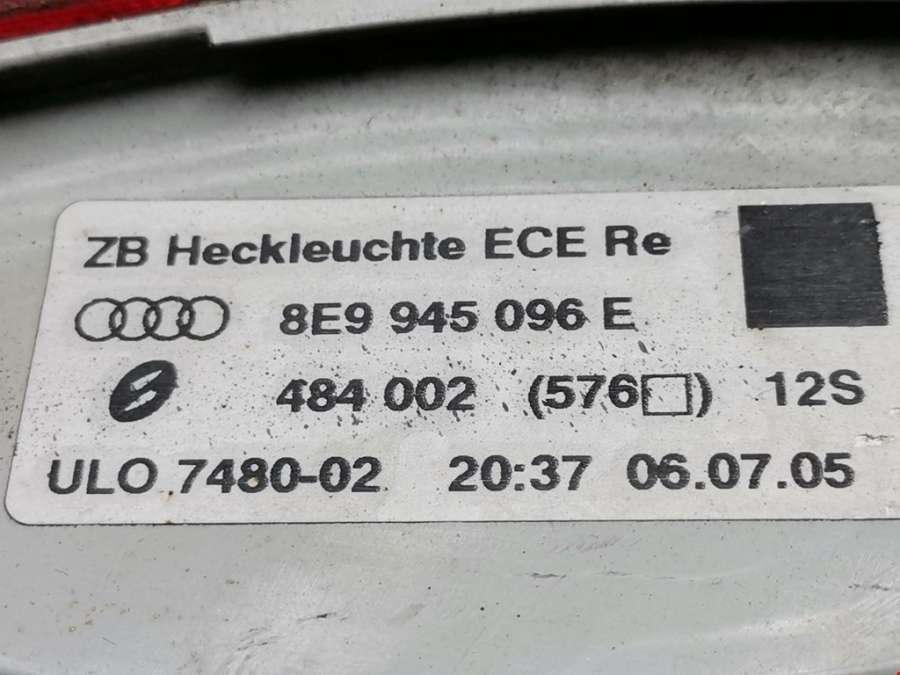 ZB Heckleuchte ECE Re
8E9 945 096 E
484 002 (576□) 12S
ULO 7480-02 20:37 06.07.05